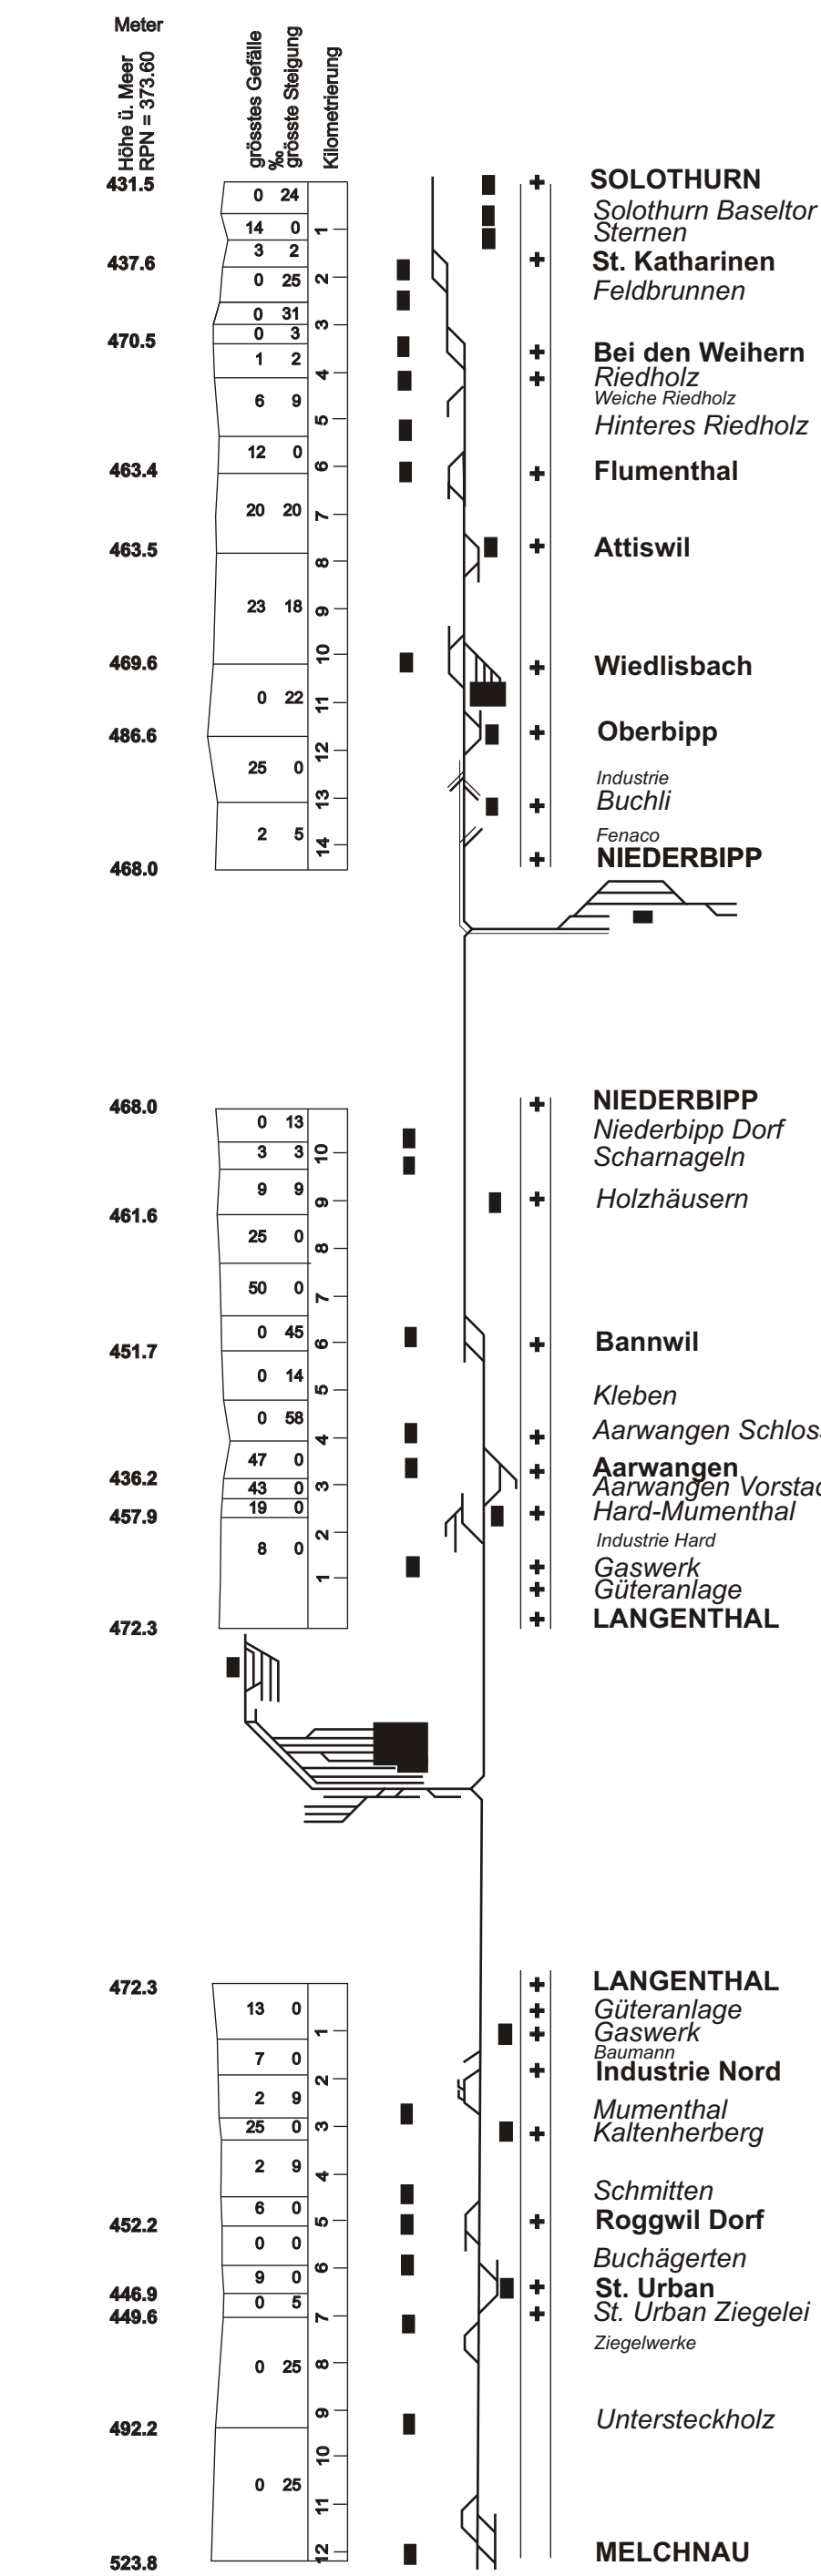 Meter
Höhe ü. Meer
RPN = 373.60
grösstes Gefälle
‰
grösste Steigung
Kilometrierung
431.5 0 24 SOLOTHURN
Solothurn Baseltor
14 0 1 Sternen
437.6 3 2 St. Katharinen
0 25 2 Feldbrunnen
0 31 3
470.5 0 3
1 2 Bei den Weihern
4 Riedholz
6 9 Weiche Riedholz
5 Hinteres Riedholz
12 0
463.4 6 Flumenthal
20 20 7
463.5 8 Attiswil
23 18 9
469.6 10 Wiedlisbach
0 22 11
486.6 12 Oberbipp
25 0 Industrie
13 Buchli
2 5 14 Fenaco
468.0 NIEDERBIPP
468.0 NIEDERBIPP
0 13 Niederbipp Dorf
3 3 10 Scharnageln
9 9 9 Holzhäusern
461.6
25 0 8
50 0 7
0 45 6 Bannwil
451.7
0 14 5 Kleben
0 58 4 Aarwangen Schloss
47 0 Aarwangen
436.2 43 0 3 Aarwangen Vorstad
457.9 19 0 Hard-Mumenthal
8 0 2 Industrie Hard
1 Gaswerk
Güteranlage
472.3 LANGENTHAL
472.3 LANGENTHAL
13 0 Güteranlage
1 Gaswerk
7 0 Baumann
2 Industrie Nord
2 9 Mumenthal
25 0 3 Kaltenherberg
2 9 4
6 0 Schmitten
452.2 5 Roggwil Dorf
0 0 Buchägerten
9 0 6
446.9 0 5 St. Urban
449.6 7 St. Urban Ziegelei
Ziegelwerke
0 25 8
492.2 9 Untersteckholz
10
0 25 11
523.8 12 MELCHNAU